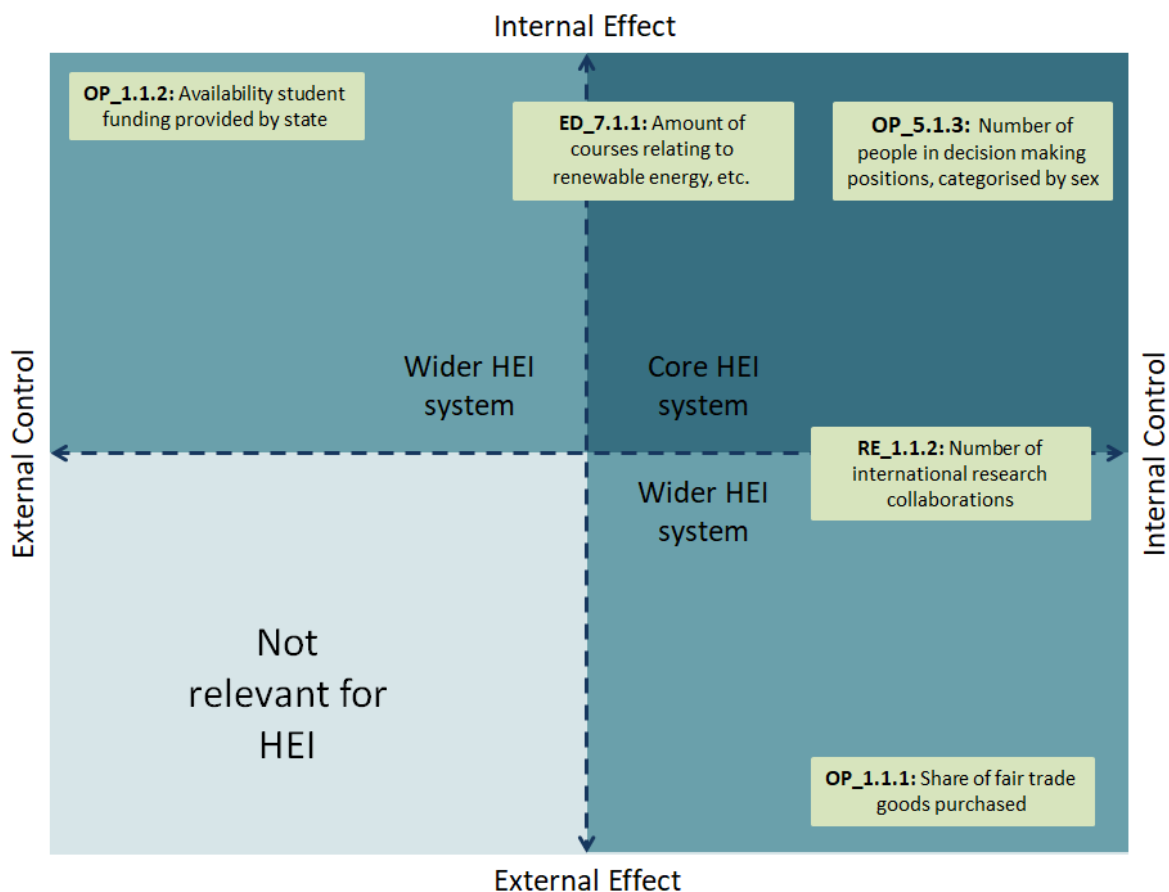 Internal Effect
OP_1.1.2: Availability student
funding provided by state
ED_7.1.1: Amount of
courses relating to
renewable energy, etc.
OP_5.1.3: Number of
people in decision making
positions, categorised by sex
Wider HEI
system
Core HEI
system
External Control
Internal Control
RE_1.1.2: Number of
international research
collaborations
Wider HEI
system
Not
relevant for
HEI
OP_1.1.1: Share of fair trade
goods purchased
External Effect